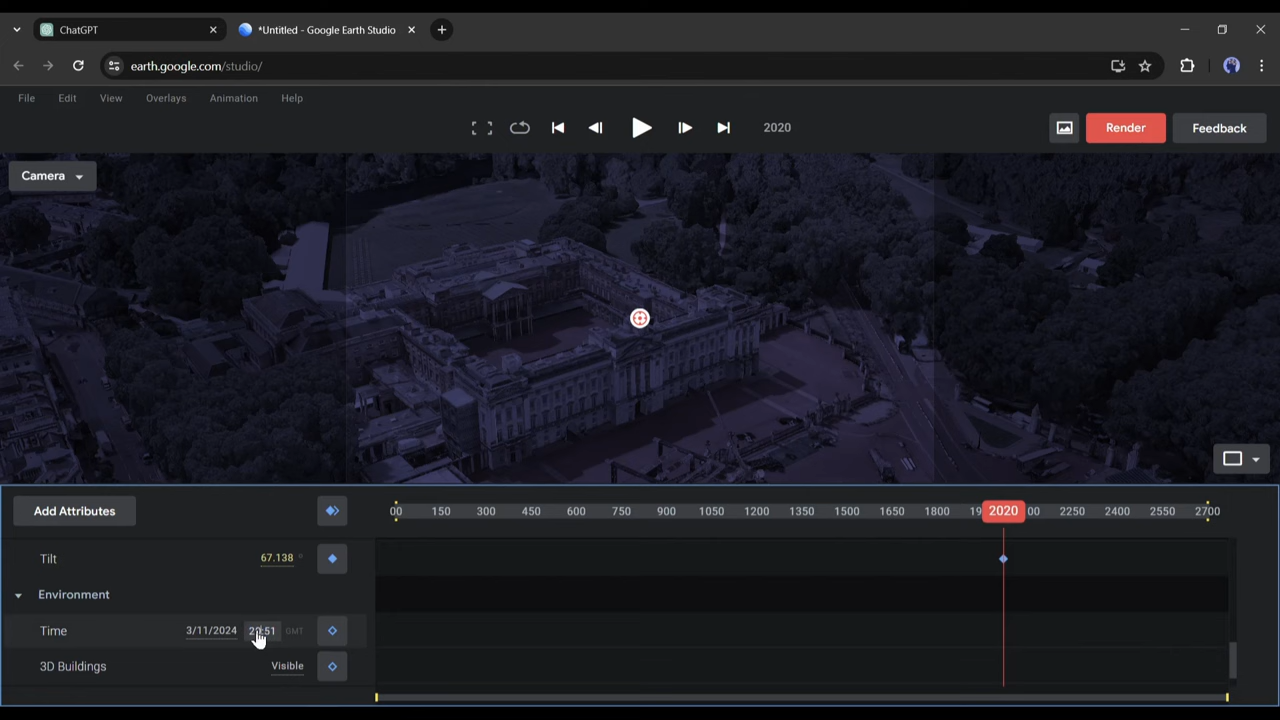 ChatGPT
*Untitled - Google Earth Studio
earth.google.com/studio/
File Edit View Overlays Animation Help
2020
Render
Feedback
Camera
Add Attributes
00 150 300 450 600 750 900 1050 1200 1350 1500 1650 1800 19 2020 00 2250 2400 2550 2700
Tilt 67.138 °
Environment
Time 3/11/2024 GMT
3D Buildings Visible